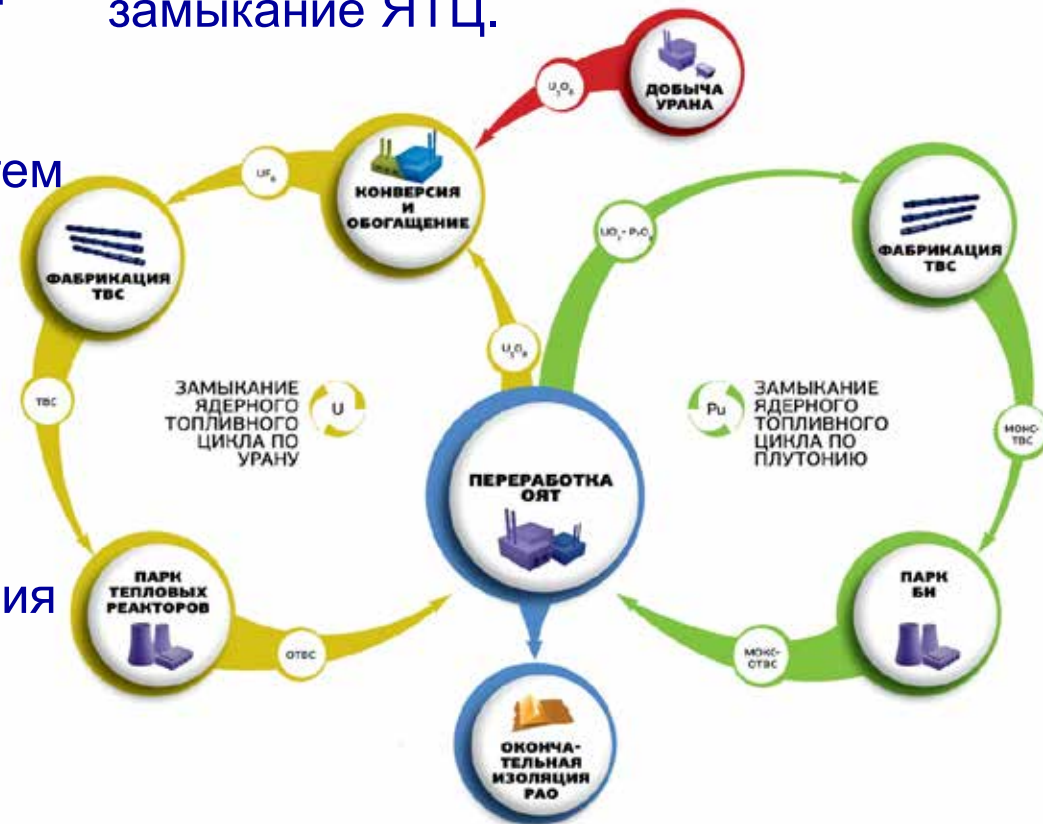 замыкание ЯТЦ.
тем
ия
ДОБЫЧА
УРАНА
U₃O₈
КОНВЕРСИЯ
И
ОБОГАЩЕНИЕ
UF₆
ФАБРИКАЦИЯ
ТВС
ТВС
ЗАМЫКАНИЕ
ЯДЕРНОГО
ТОПЛИВНОГО
ЦИКЛА ПО
УРАНУ
U
U₃O₈
ПАРК
ТЕПЛОВЫХ
РЕАКТОРОВ
ОТВС
ПЕРЕРАБОТКА
ОЯТ
ОКОНЧА-
ТЕЛЬНАЯ
ИЗОЛЯЦИЯ
РАО
ФАБРИКАЦИЯ
ТВС
Pu
ЗАМЫКАНИЕ
ЯДЕРНОГО
ТОПЛИВНОГО
ЦИКЛА ПО
ПЛУТОНИЮ
МОКС-
ТВС
ПАРК
БН
МОКС-
ОТВС